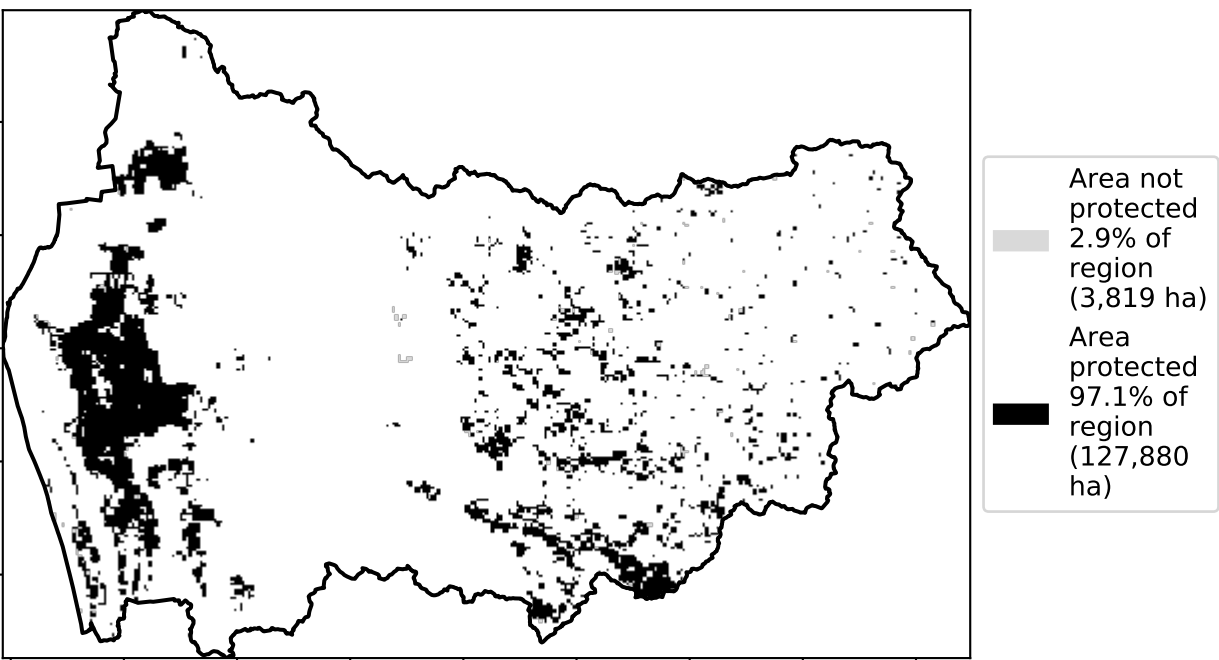 Area not
protected
2.9% of
region
(3,819 ha)
Area
protected
97.1% of
region
(127,880
ha)